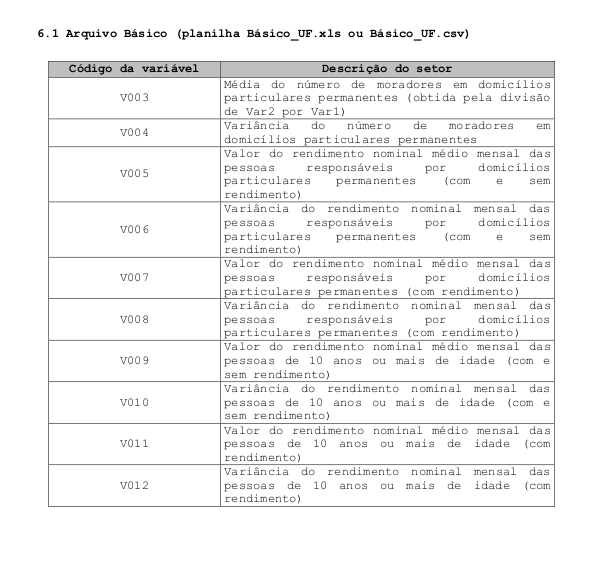 6.1 Arquivo Básico (planilha Básico_UF.xls ou Básico_UF.csv)
Código da variável Descrição do setor
V003
Média do número de moradores em domicílios
particulares permanentes (obtida pela divisão
de Var2 por Var1)
V004
Variância do número de moradores em
domicílios particulares permanentes
V005
Valor do rendimento nominal médio mensal das
pessoas responsáveis por domicílios
particulares permanentes (com e sem
rendimento)
V006
Variância do rendimento nominal mensal das
pessoas responsáveis por domicílios
particulares permanentes (com e sem
rendimento)
V007
Valor do rendimento nominal médio mensal das
pessoas responsáveis por domicílios
particulares permanentes (com rendimento)
V008
Variância do rendimento nominal mensal das
pessoas responsáveis por domicílios
particulares permanentes (com rendimento)
V009
Valor do rendimento nominal médio mensal das
pessoas de 10 anos ou mais de idade (com e
sem rendimento)
V010
Variância do rendimento nominal mensal das
pessoas de 10 anos ou mais de idade (com e
sem rendimento)
V011
Valor do rendimento nominal médio mensal das
pessoas de 10 anos ou mais de idade (com
rendimento)
V012
Variância do rendimento nominal mensal das
pessoas de 10 anos ou mais de idade (com
rendimento)